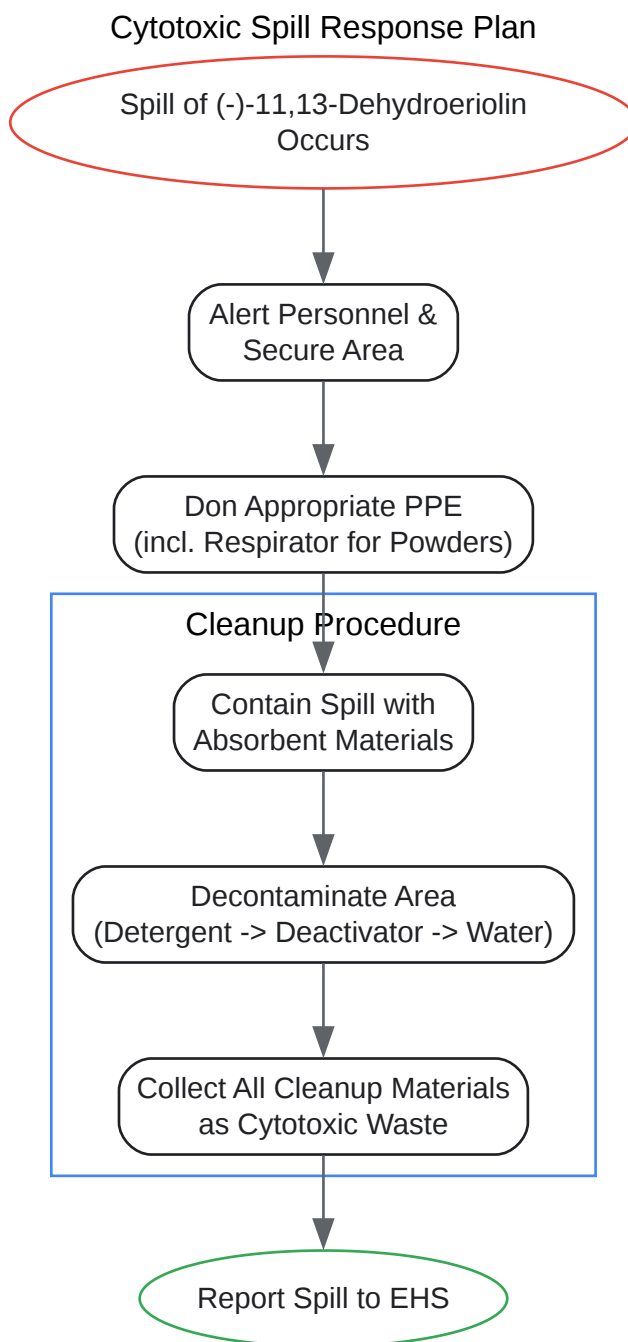 Cytotoxic Spill Response Plan
Spill of (-)-11,13-Dehydroeriolin
Occurs
Alert Personnel &
Secure Area
Don Appropriate PPE
(incl. Respirator for Powders)
Cleanup Procedure
Contain Spill with
Absorbent Materials
Decontaminate Area
(Detergent -> Deactivator -> Water)
Collect All Cleanup Materials
as Cytotoxic Waste
Report Spill to EHS